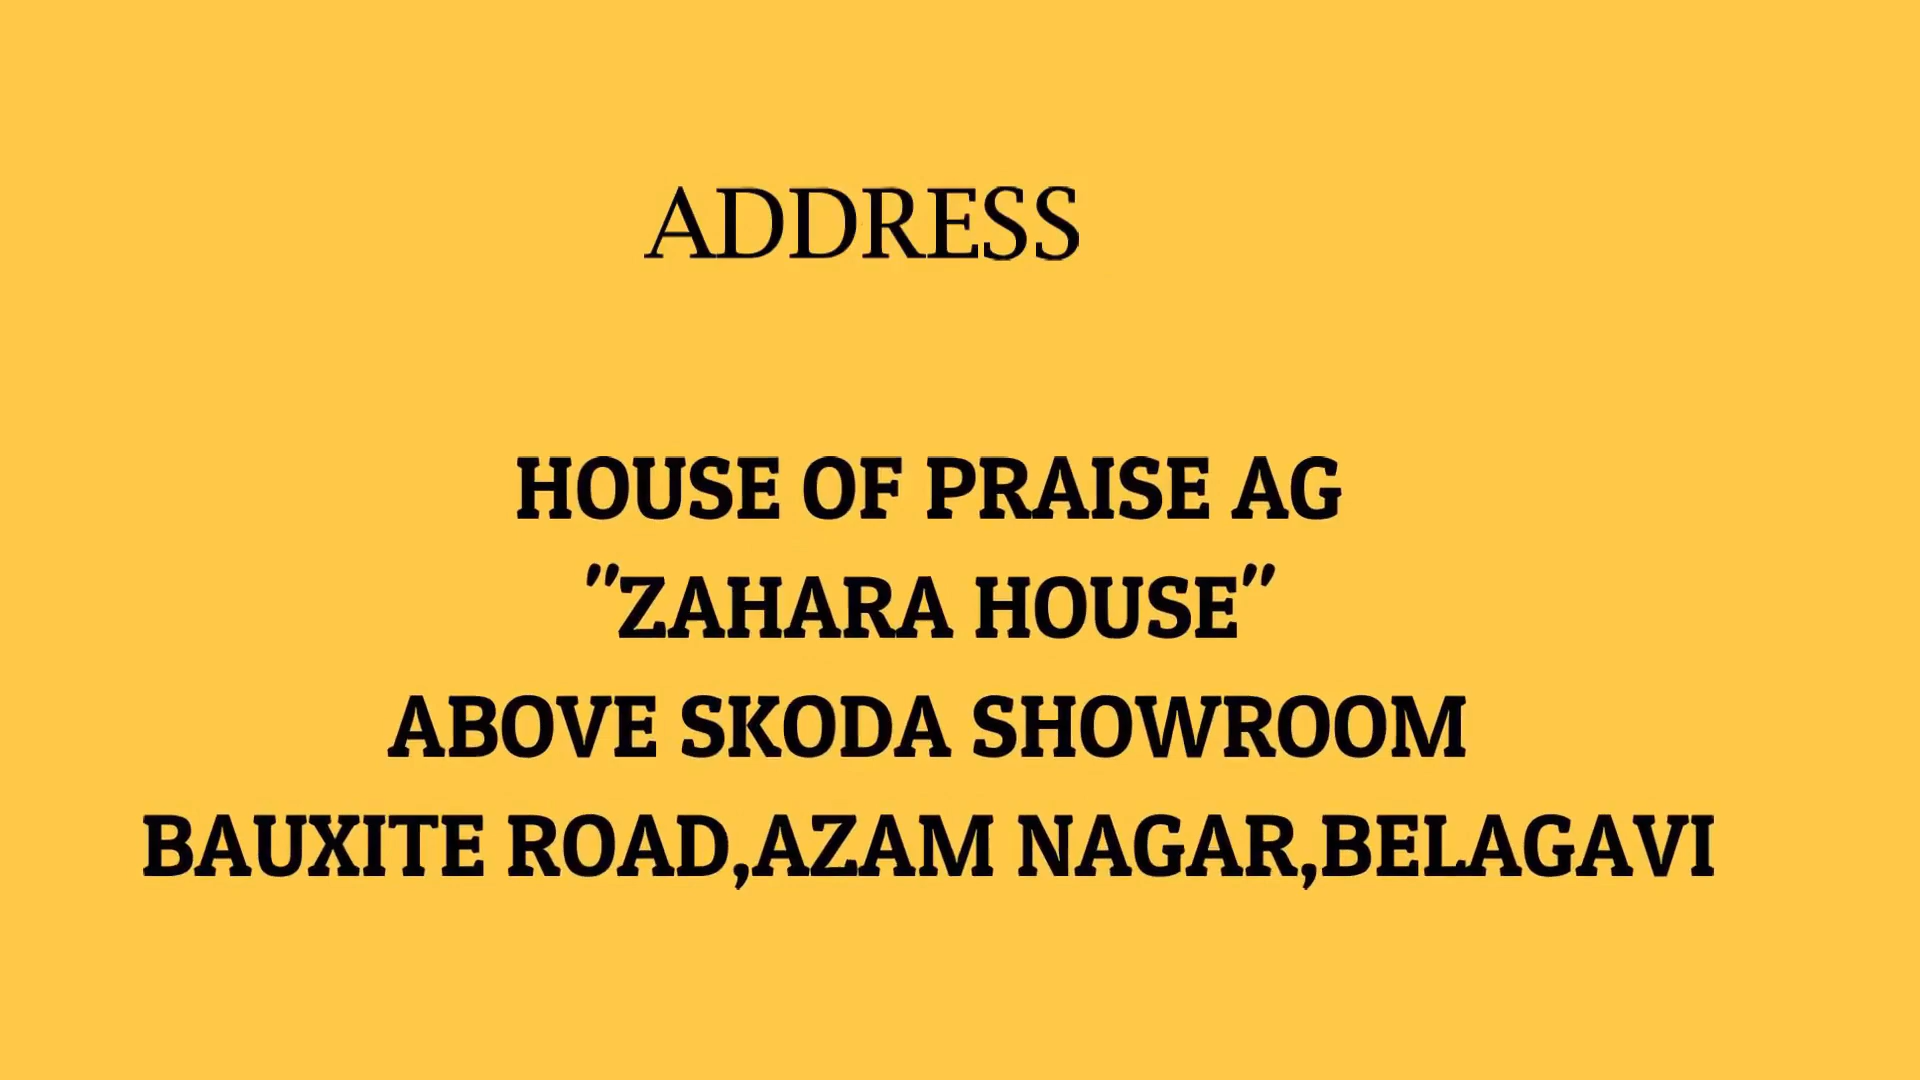 ADDRESS
HOUSE OF PRAISE AG
"ZAHARA HOUSE"
ABOVE SKODA SHOWROOM
BAUXITE ROAD,AZAM NAGAR,BELAGAVI